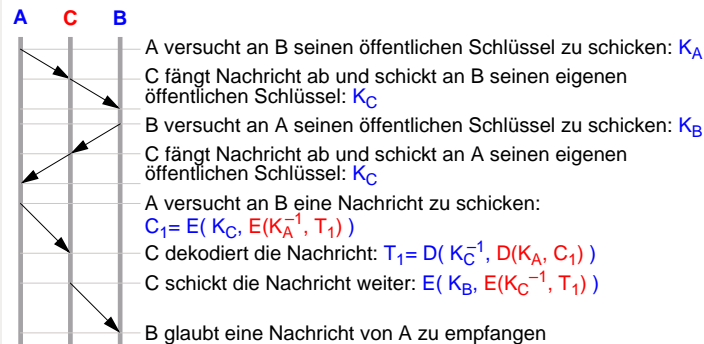 A C B
A versucht an B seinen öffentlichen Schlüssel zu schicken: K_A
C fängt Nachricht ab und schickt an B seinen eigenen
öffentlichen Schlüssel: K_C
B versucht an A seinen öffentlichen Schlüssel zu schicken: K_B
C fängt Nachricht ab und schickt an A seinen eigenen
öffentlichen Schlüssel: K_C
A versucht an B eine Nachricht zu schicken:
C_1= E( K_C, E(K_A^−1, T_1) )
C dekodiert die Nachricht: T_1= D( K_C^−1, D(K_A, C_1) )
C schickt die Nachricht weiter: E( K_B, E(K_C^−1, T_1) )
B glaubt eine Nachricht von A zu empfangen